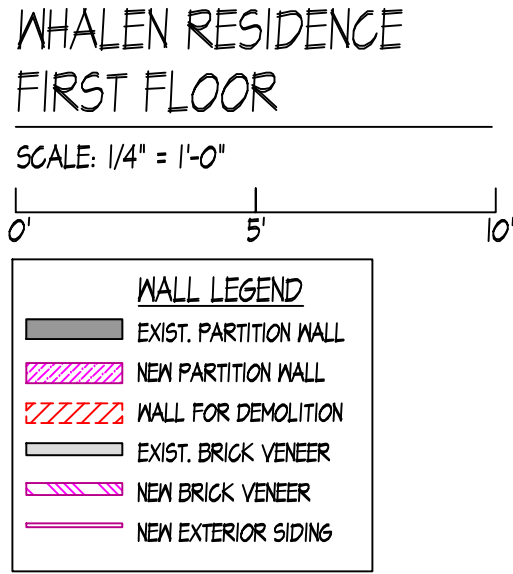 WHALEN RESIDENCE
FIRST FLOOR
SCALE: 1/4" = 1'-0"
0' 5' 10'
WALL LEGEND
EXIST. PARTITION WALL
NEW PARTITION WALL
WALL FOR DEMOLITION
EXIST. BRICK VENEER
NEW BRICK VENEER
NEW EXTERIOR SIDING